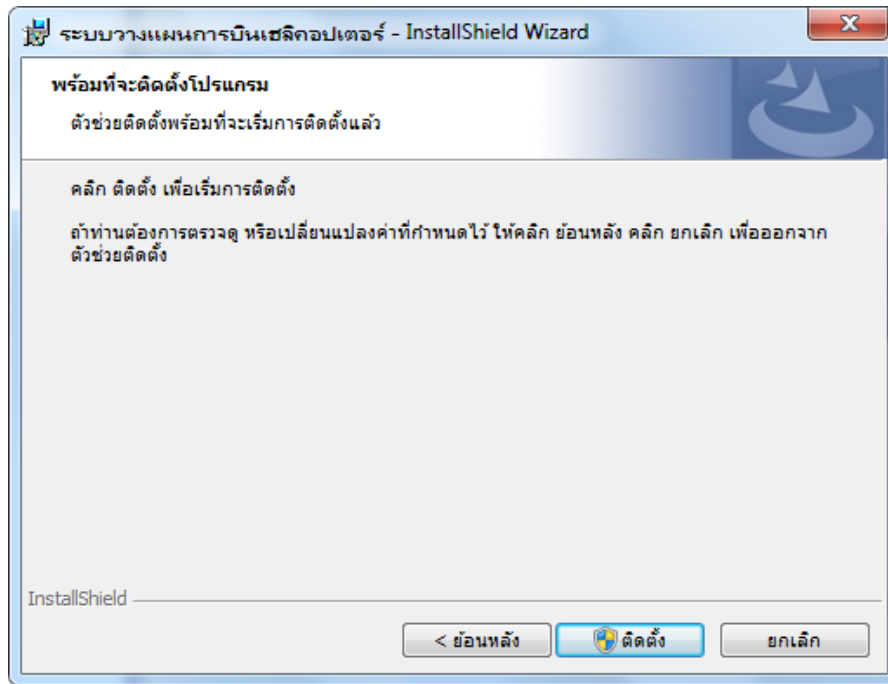 ระบบวางแผนการบินเฮลิคอปเตอร์ - InstallShield Wizard
พร้อมที่จะติดตั้งโปรแกรม
ตัวช่วยติดตั้งพร้อมที่จะเริ่มการติดตั้งแล้ว
คลิก ติดตั้ง เพื่อเริ่มการติดตั้ง
ถ้าท่านต้องการตรวจดู หรือเปลี่ยนแปลงค่าที่กำหนดไว้ ให้คลิก ย้อนหลัง คลิก ยกเลิก เพื่อออกจาก
ตัวช่วยติดตั้ง
InstallShield
< ย้อนหลัง ติดตั้ง ยกเลิก